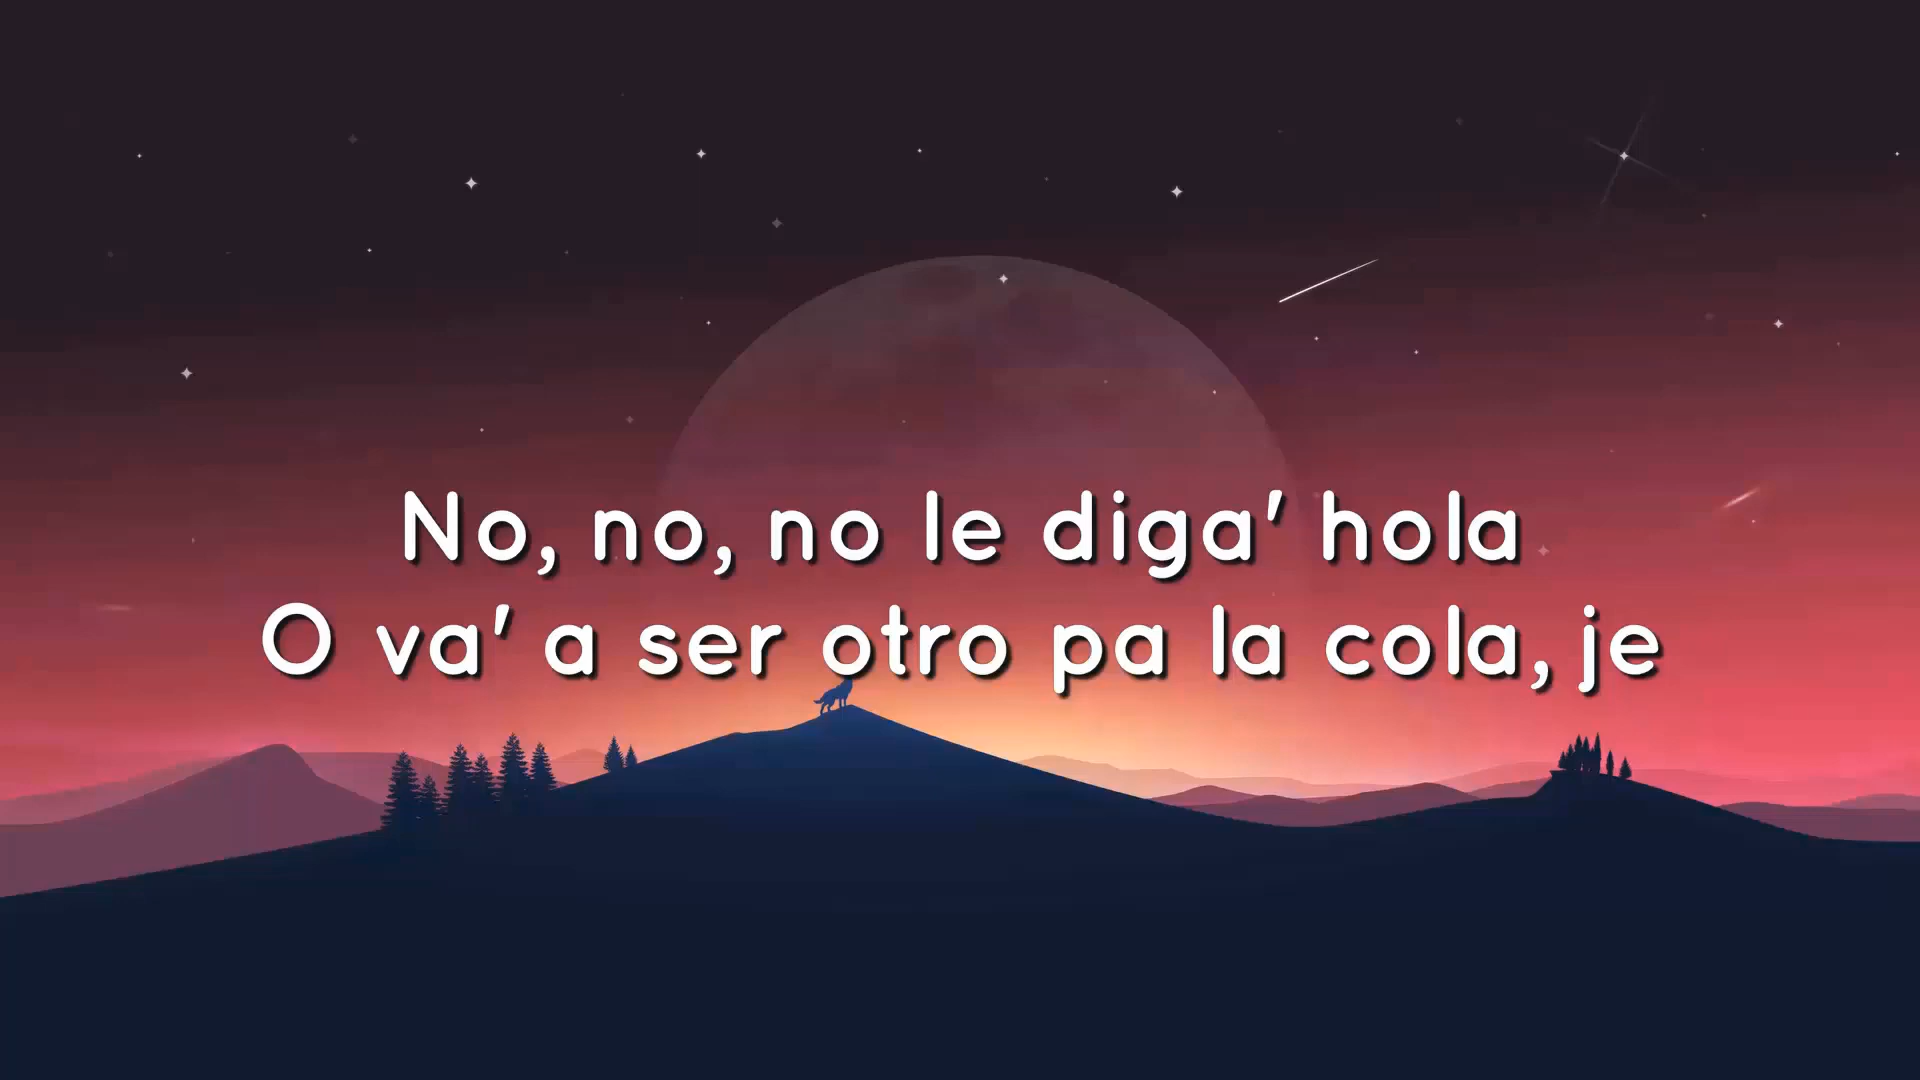 No, no, no le diga' hola
O va' a ser otro pa la cola, je